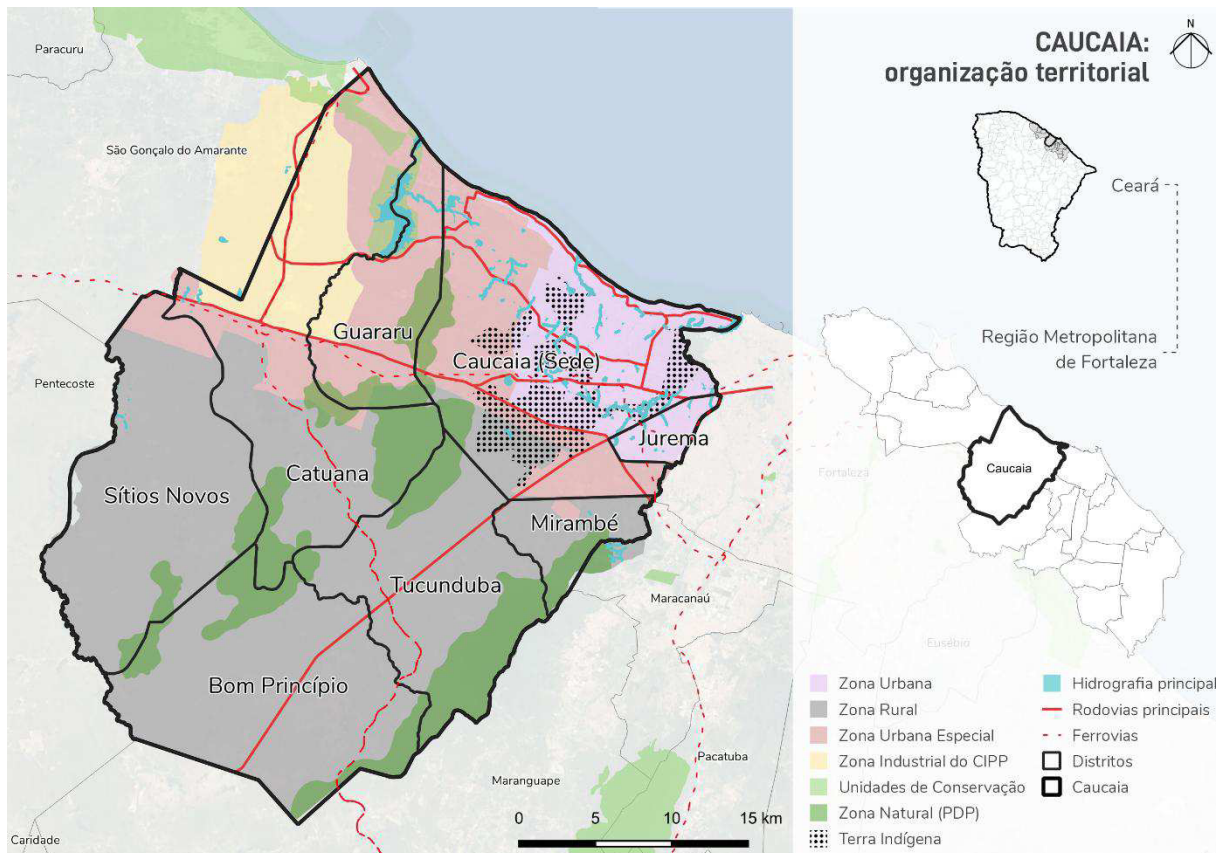 CAUCAIA:
organização territorial
N
Ceará
Região Metropolitana
de Fortaleza
Caucaia
Fortaleza
Eusébio
Paracuru
São Gonçalo do Amarante
Pentecoste
Guararu
Caucaia (Sede)
Jurema
Catuana
Sítios Novos
Mirambé
Tucunduba
Maracanaú
Bom Princípio
Pacatuba
Maranguape
Caridade
0 5 10 15 km
Zona Urbana
Zona Rural
Zona Urbana Especial
Zona Industrial do CIPP
Unidades de Conservação
Zona Natural (PDP)
Terra Indígena
Hidrografia principal
Rodovias principais
Ferrovias
Distritos
Caucaia